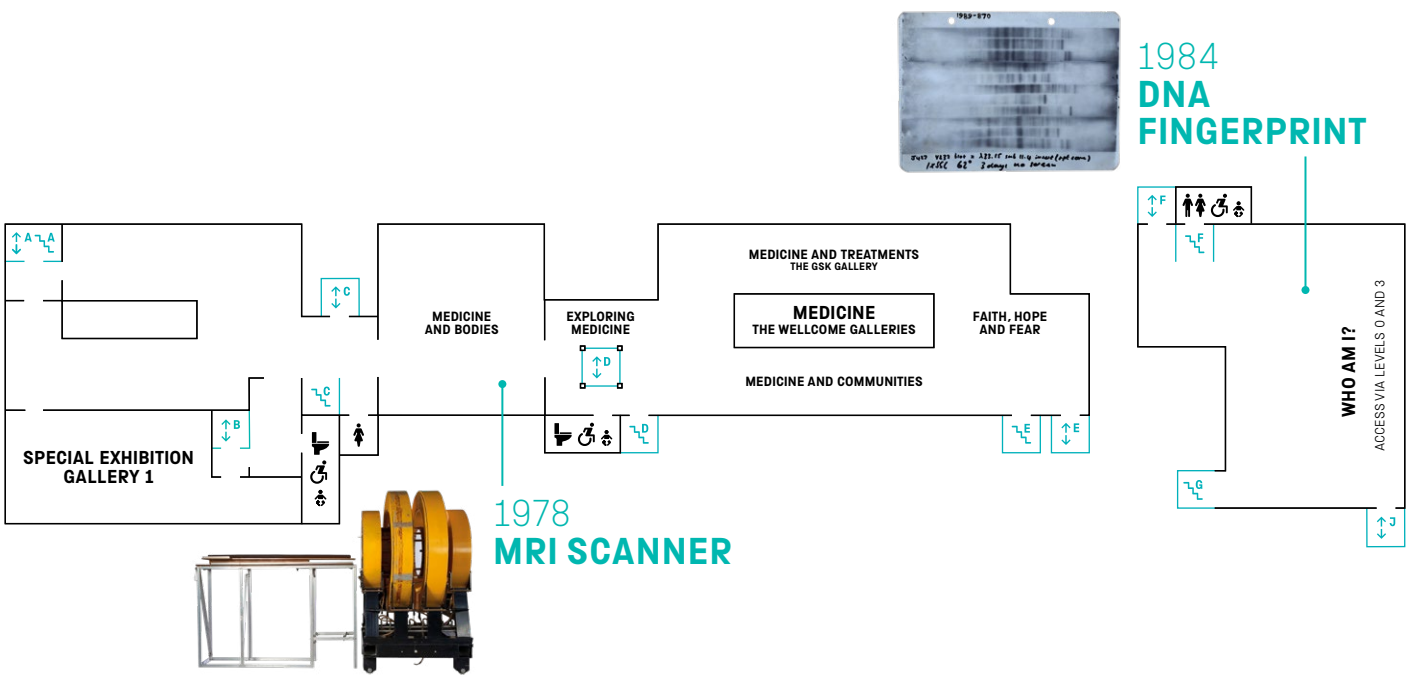 1989-870
1984
DNA
FINGERPRINT
A
A
C
F
F
MEDICINE AND TREATMENTS
THE GSK GALLERY
MEDICINE
THE WELLCOME GALLERIES
MEDICINE
AND BODIES
EXPLORING
MEDICINE
FAITH, HOPE
AND FEAR
D
MEDICINE AND COMMUNITIES
WHO AM I?
ACCESS VIA LEVELS 0 AND 3
C
B
D
E
E
SPECIAL EXHIBITION
GALLERY 1
G
J
1978
MRI SCANNER